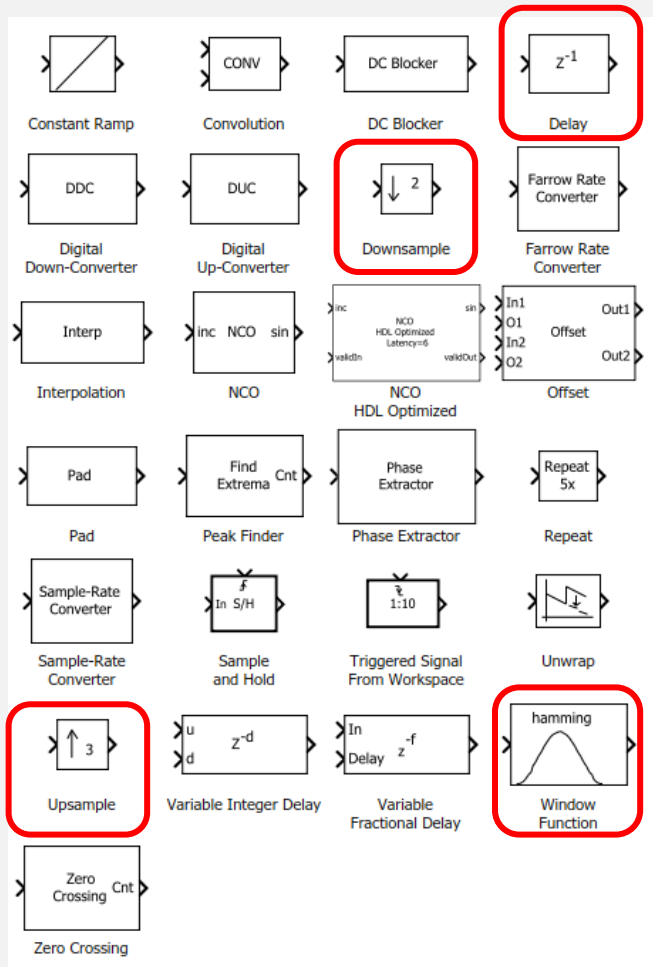 CONV
DC Blocker
Z-1
Constant Ramp
Convolution
DC Blocker
Delay
DDC
DUC
↓ 2
Farrow Rate
Converter
Digital
Down-Converter
Digital
Up-Converter
Downsample
Farrow Rate
Converter
Interp
inc NCO sin
inc
sin
NCO
HDL Optimized
Latency=6
validIn
validOut
In1
O1
In2
O2
Offset
Out1
Out2
Interpolation
NCO
NCO
HDL Optimized
Offset
Pad
Find
Extrema
Cnt
Phase
Extractor
Repeat
5x
Pad
Peak Finder
Phase Extractor
Repeat
Sample-Rate
Converter
In S/H
1:10
Sample-Rate
Converter
Sample
and Hold
Triggered Signal
From Workspace
Unwrap
↑ 3
u
d
z-d
In
Delay
z-f
hamming
Upsample
Variable Integer Delay
Variable
Fractional Delay
Window
Function
Zero
Crossing
Cnt
Zero Crossing